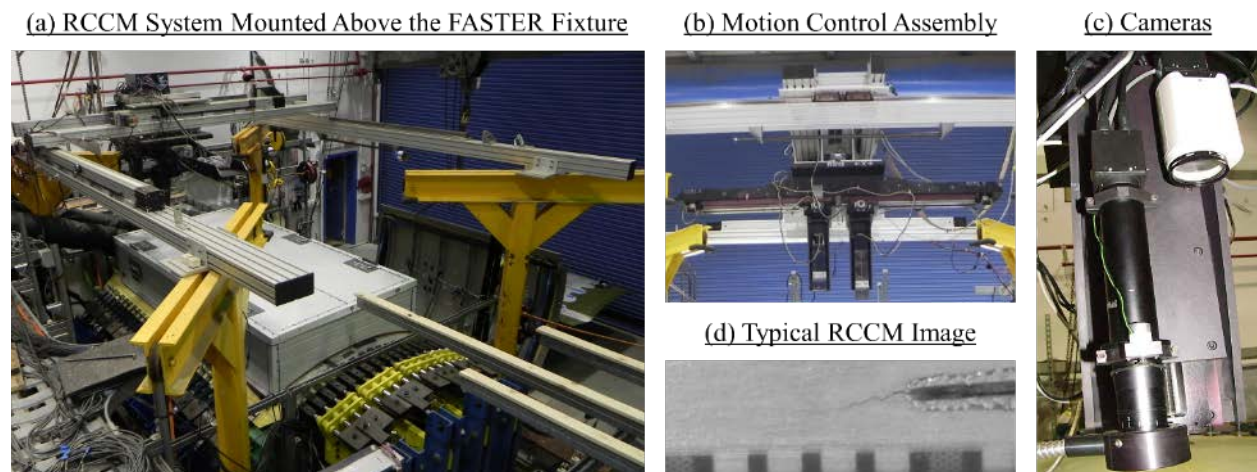 (a) RCCM System Mounted Above the FASTER Fixture
(b) Motion Control Assembly
(c) Cameras
(d) Typical RCCM Image